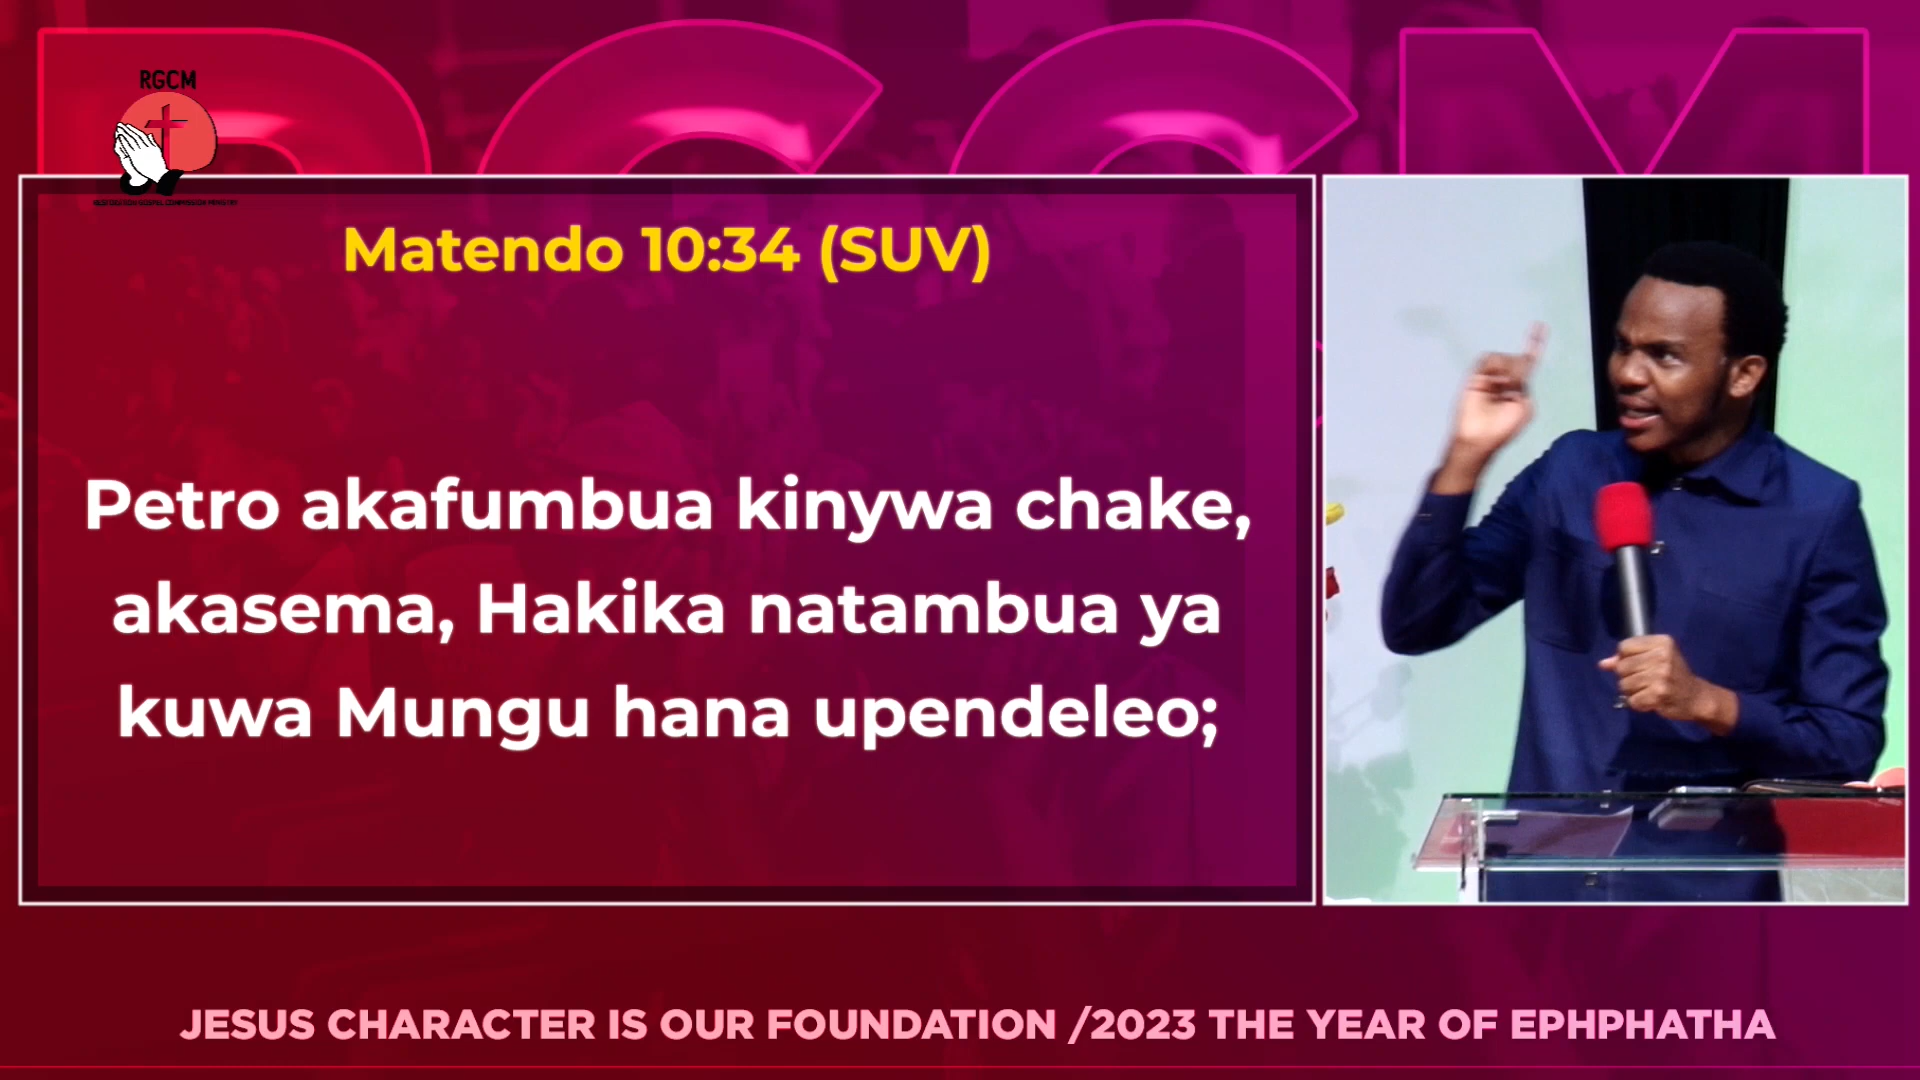 RGCM
RGCM
Matendo 10:34 (SUV)
Petro akafumbua kinywa chake,
akasema, Hakika natambua ya
kuwa Mungu hana upendeleo;
JESUS CHARACTER IS OUR FOUNDATION /2023 THE YEAR OF EPHPHATHA